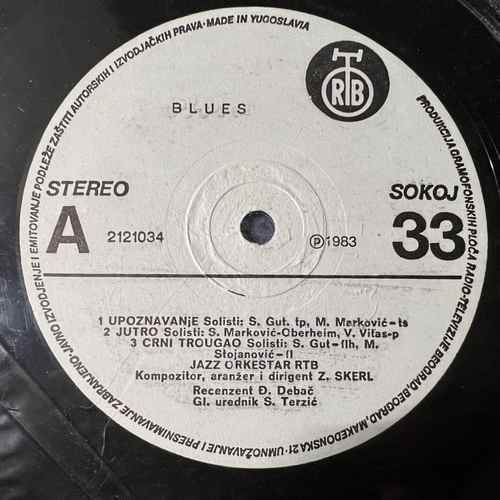 JAVNO IZVODJENJE I EMITOVANJE PODLEŽE ZAŠTITI AUTORSKIH I IZVODJAČKIH PRAVA·MADE IN YUGOSLAVIA
RTB
BLUES
STEREO
SOKOJ
A
2121034
Ⓟ1983
33
1 UPOZNAVANjE Solisti: S. Gut. tp, M. Marković-ts
2 JUTRO Solisti: S. Marković-Oberheim, V. Vitas-p
3 CRNI TROUGAO Solisti: S. Gut-flh, M.
Stojanović-fl
JAZZ ORKESTAR RTB
Kompozitor, aranžer i dirigent Z. SKERL
Recenzent Đ. Debač
Gl. urednik S. Terzić
PRODUKCIJA GRAMOFONSKIH PLOČA RADIO-TELEVIZIJE BEOGRAD, BEOGRAD, MAKEDONSKA 21·UMNOŽAVANJE I PRESNIMAVANJE ZABRANJENO·